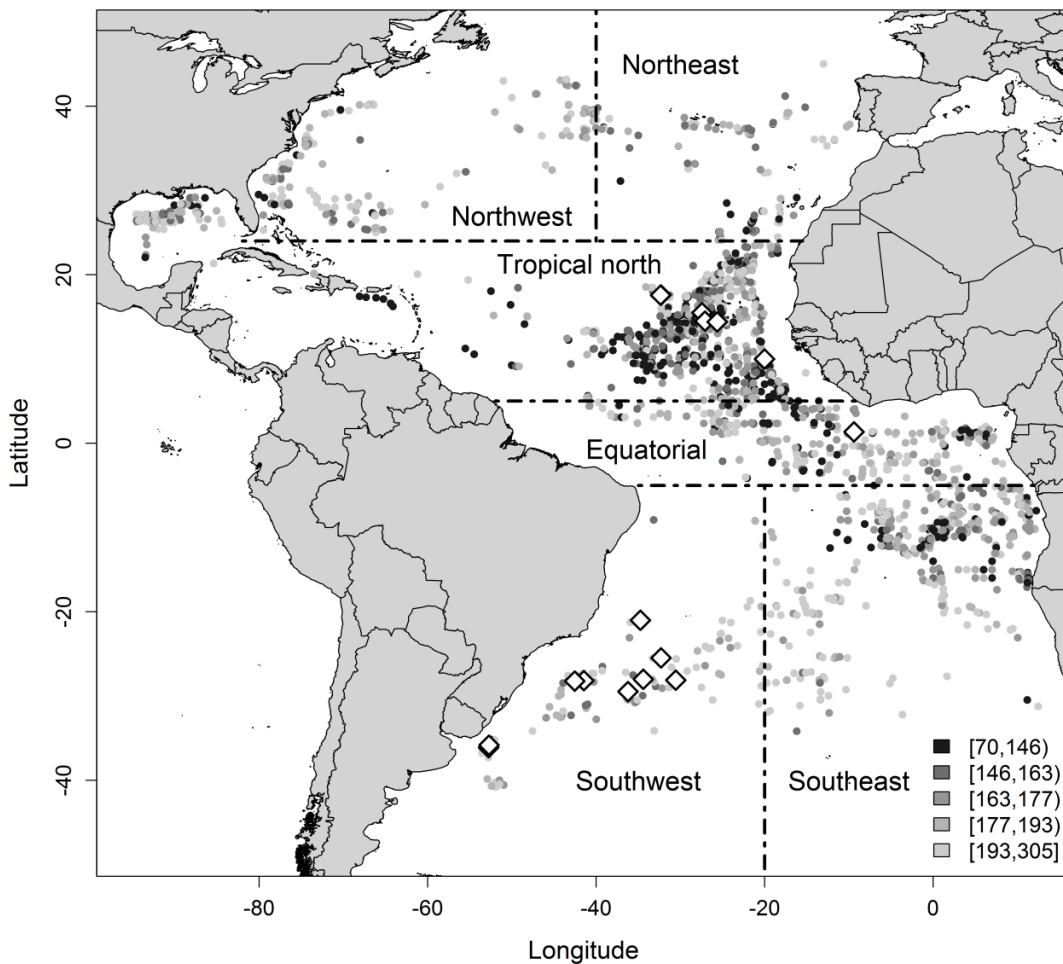 Northeast
40
Northwest
Tropical north
20
Latitude
0
Equatorial
-20
[70,146)
[146,163)
-40
Southwest
Southeast
[163,177)
[177,193)
[193,305]
-80
-60
-40
-20
0
Longitude